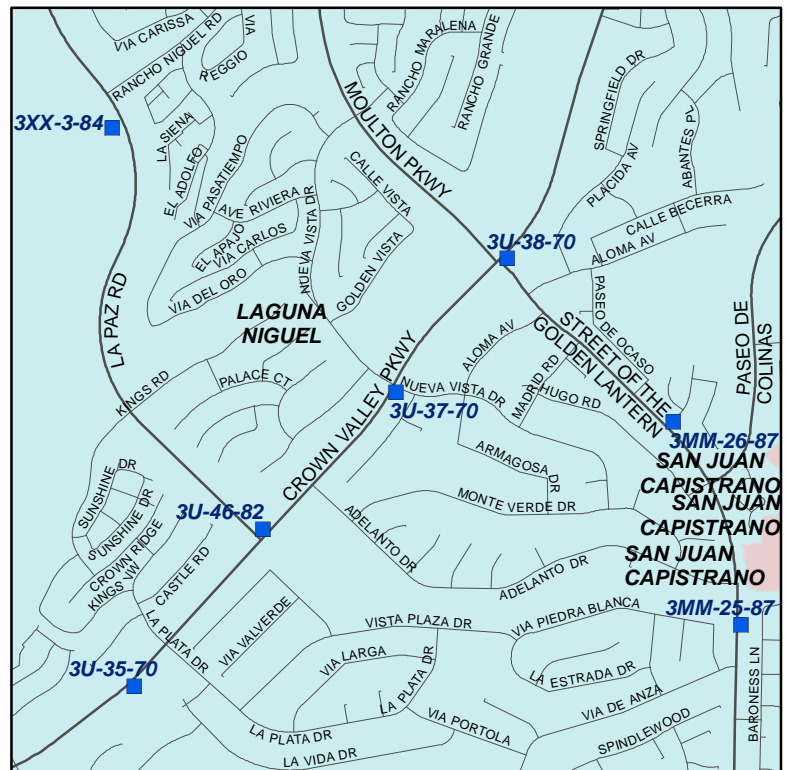 VIA CARISSA
RANCHO NIGUEL RD
VIA
REGGIO
3XX-3-84
LA SIENA
EL ADOLFO
VIA PASATIEMPO
AVE RIVIERA
EL APAJO
VIA CARLOS
VIA DEL ORO
NUEVA VISTA DR
CALLE VISTA
GOLDEN VISTA
MOULTON PKWY
RANCHO MARALENA
RANCHO GRANDE
SPRINGFIELD DR
PLACIDA AV
ABANTES PL
CALLE BECERRA
ALOMA AV
3U-38-70
PASEO DE OCASO
STREET OF THE
GOLDEN LANTERN
PASEO DE
COLINAS
LA PAZ RD
LAGUNA
NIGUEL
KINGS RD
PALACE CT
CROWN VALLEY PKWY
ALOMA AV
NUEVA VISTA DR
3U-37-70
MADRID RD
HUGO RD
3MM-26-87
SAN JUAN
CAPISTRANO
SAN JUAN
CAPISTRANO
SAN JUAN
CAPISTRANO
ARMAGOSA DR
MONTE VERDE DR
SUNSHINE DR
SUNSHINE DR
CROWN RIDGE
KINGS VW
CASTLE RD
3U-46-82
ADELANTO DR
ADELANTO DR
3MM-25-87
LA PLATA DR
VIA VALVERDE
VISTA PLAZA DR
VIA PIEDRA BLANCA
3U-35-70
VIA LARGA
LA PLATA DR
LA ESTRADA DR
VIA DE ANZA
BARONESS LN
LA PLATA DR
LA VIDA DR
VIA PORTOLA
SPINDLEWOOD